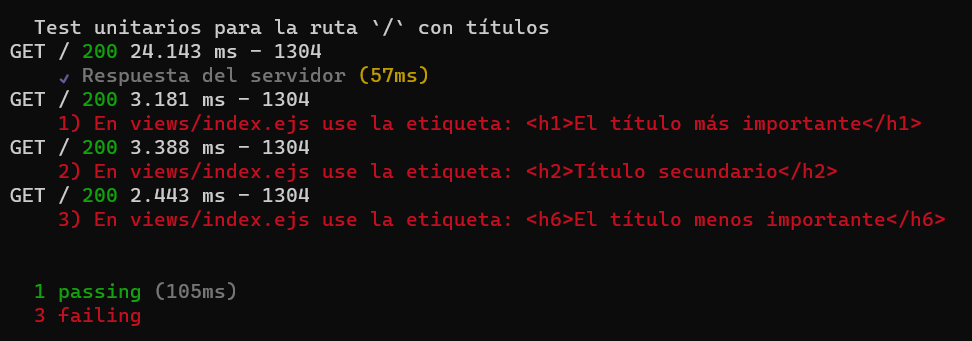 Test unitarios para la ruta `/` con títulos
GET / 200 24.143 ms - 1304
✓ Respuesta del servidor (57ms)
GET / 200 3.181 ms - 1304
1) En views/index.ejs use la etiqueta: <h1>El título más importante</h1>
GET / 200 3.388 ms - 1304
2) En views/index.ejs use la etiqueta: <h2>Título secundario</h2>
GET / 200 2.443 ms - 1304
3) En views/index.ejs use la etiqueta: <h6>El título menos importante</h6>
1 passing (105ms)
3 failing